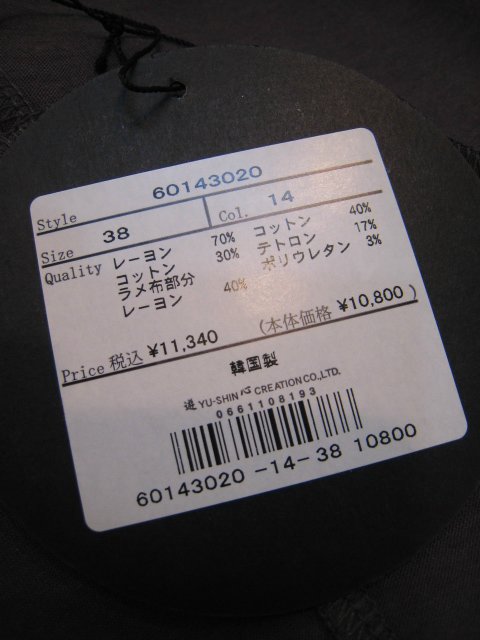 Style 60143020
Size 38 Col. 14
Quality レーヨン 70% コットン 40%
コットン 30% テトロン 17%
ラメ布部分 ポリウレタン 3%
レーヨン 40%
Price 税込 ¥11,340 (本体価格 ¥10,800)
韓国製
遊 YU-SHIN 心 CREATION CO., LTD.
0661108193
60143020 -14-38 10800